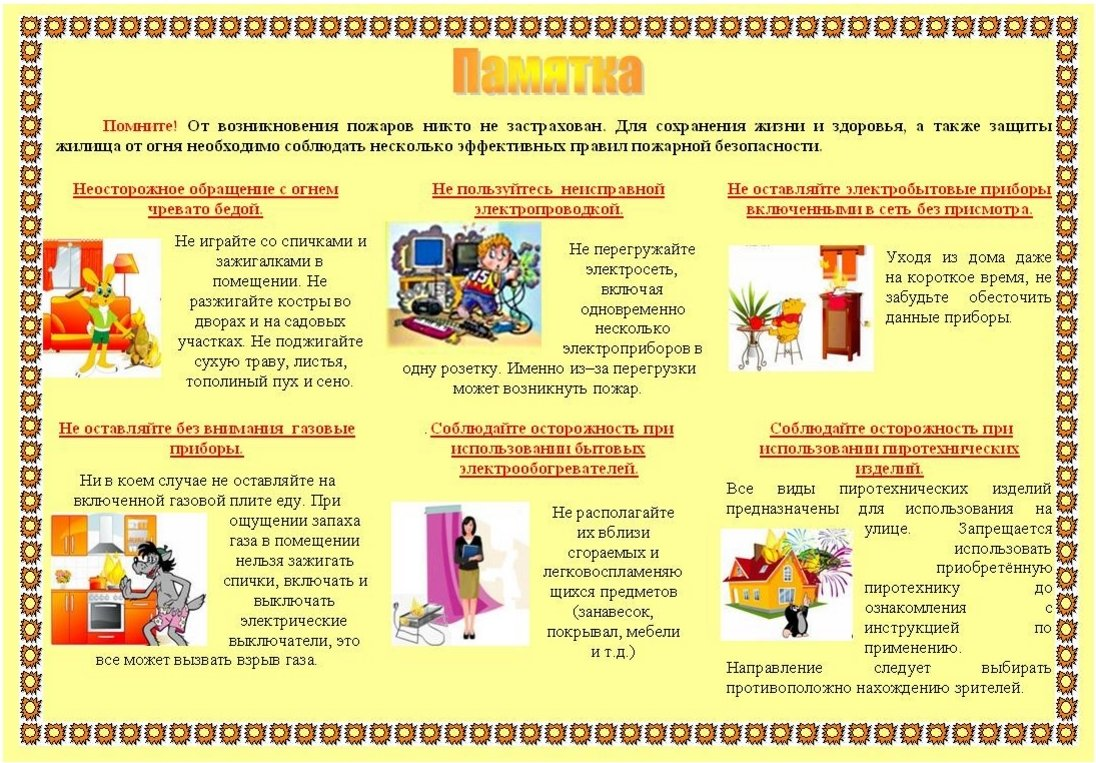 Памятка
Помните! От возникновения пожаров никто не застрахован. Для сохранения жизни и здоровья, а также защиты
жилища от огня необходимо соблюдать несколько эффективных правил пожарной безопасности.
Неосторожное обращение с огнем
чревато бедой.
Не играйте со спичками и
зажигалками в
помещении. Не
разжигайте костры во
дворах и на садовых
участках. Не поджигайте
сухую траву, листья,
тополиный пух и сено.
Не пользуйтесь неисправной
электропроводкой.
Не перегружайте
электросеть,
включая
одновременно
несколько
электроприборов в
одну розетку. Именно из–за перегрузки
может возникнуть пожар.
Не оставляйте электробытовые приборы
включенными в сеть без присмотра.
Уходя из дома даже
на короткое время, не
забудьте обесточить
данные приборы.
Не оставляйте без внимания газовые
приборы.
Ни в коем случае не оставляйте на
включенной газовой плите еду. При
ощущении запаха
газа в помещении
нельзя зажигать
спички, включать и
выключать
электрические
выключатели, это
все может вызвать взрыв газа.
. Соблюдайте осторожность при
использовании бытовых
электрообогревателей.
Не располагайте
их вблизи
сгораемых и
легковоспламеняю
щихся предметов
(занавесок,
покрывал, мебели
и т.д.)
Соблюдайте осторожность при
использовании пиротехнических
изделий.
Все виды пиротехнических изделий
предназначены для использования на
улице. Запрещается
использовать
приобретённую
пиротехнику до
ознакомления с
инструкцией по
применению.
Направление следует выбирать
противоположно нахождению зрителей.